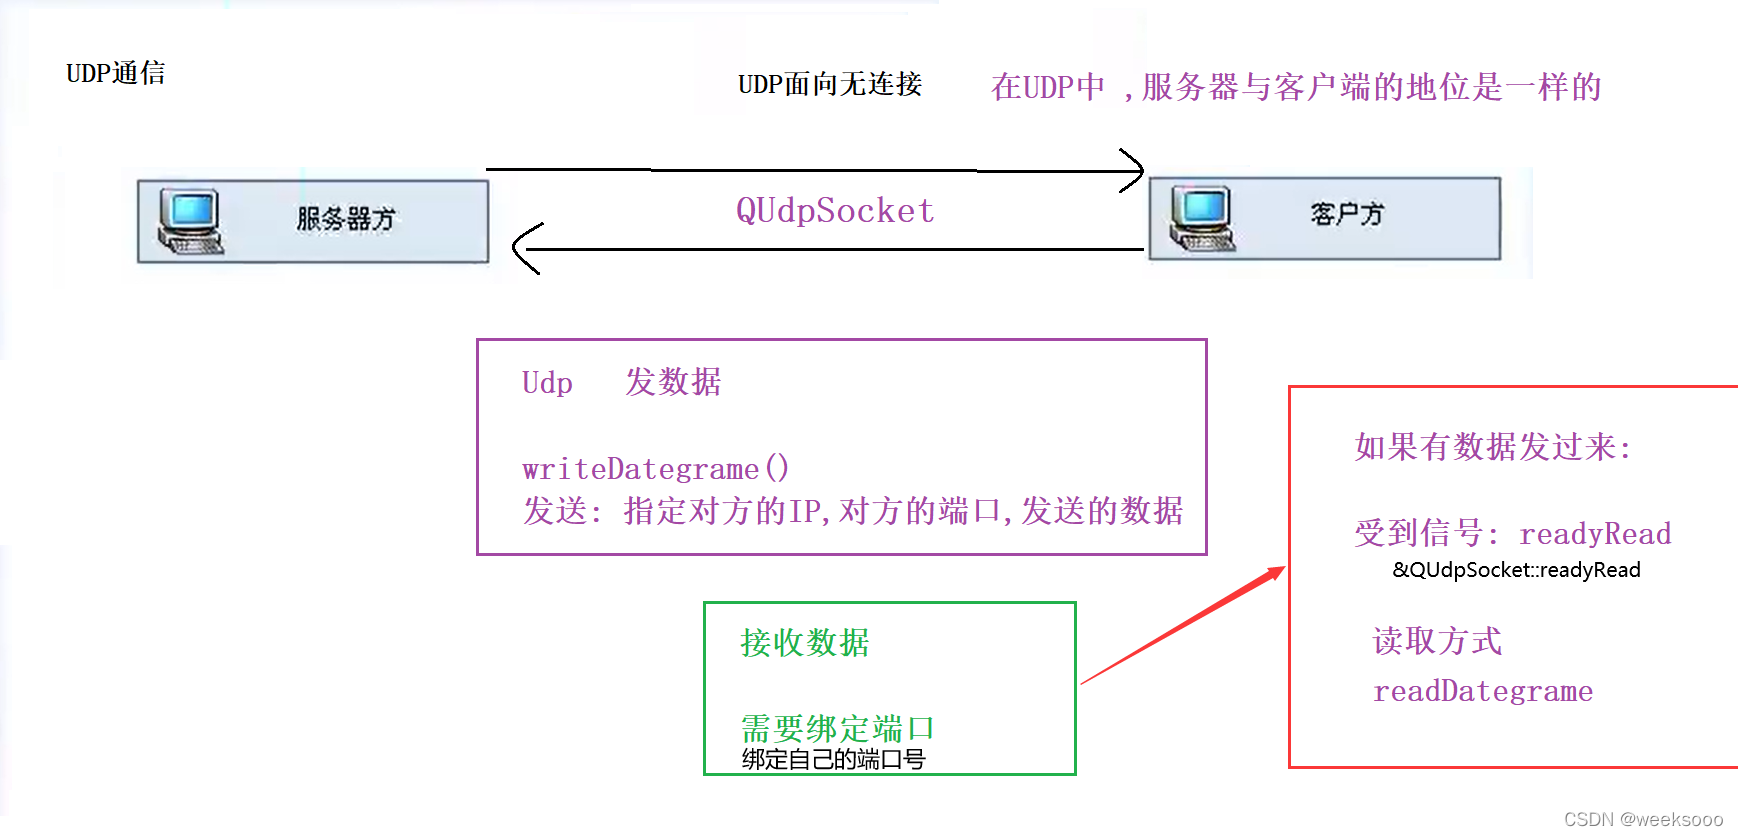 UDP通信
UDP面向无连接
在UDP中 ,服务器与客户端的地位是一样的
服务器方
QUdpSocket
客户方
Udp 发数据
writeDategrame()
发送: 指定对方的IP,对方的端口,发送的数据
如果有数据发过来:
受到信号: readyRead
&QUdpSocket::readyRead
读取方式
readDategrame
接收数据
需要绑定端口
绑定自己的端口号
CSDN @weeksooo